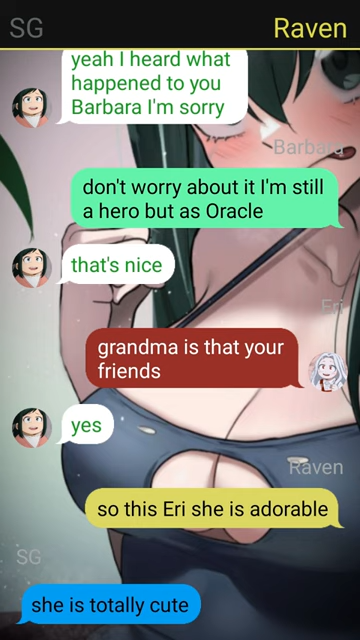 SG
Raven
yeah I heard what
happened to you
Barbara I'm sorry
Barbara
don't worry about it I'm still
a hero but as Oracle
that's nice
Eri
grandma is that your
friends
yes
Raven
so this Eri she is adorable
SG
she is totally cute